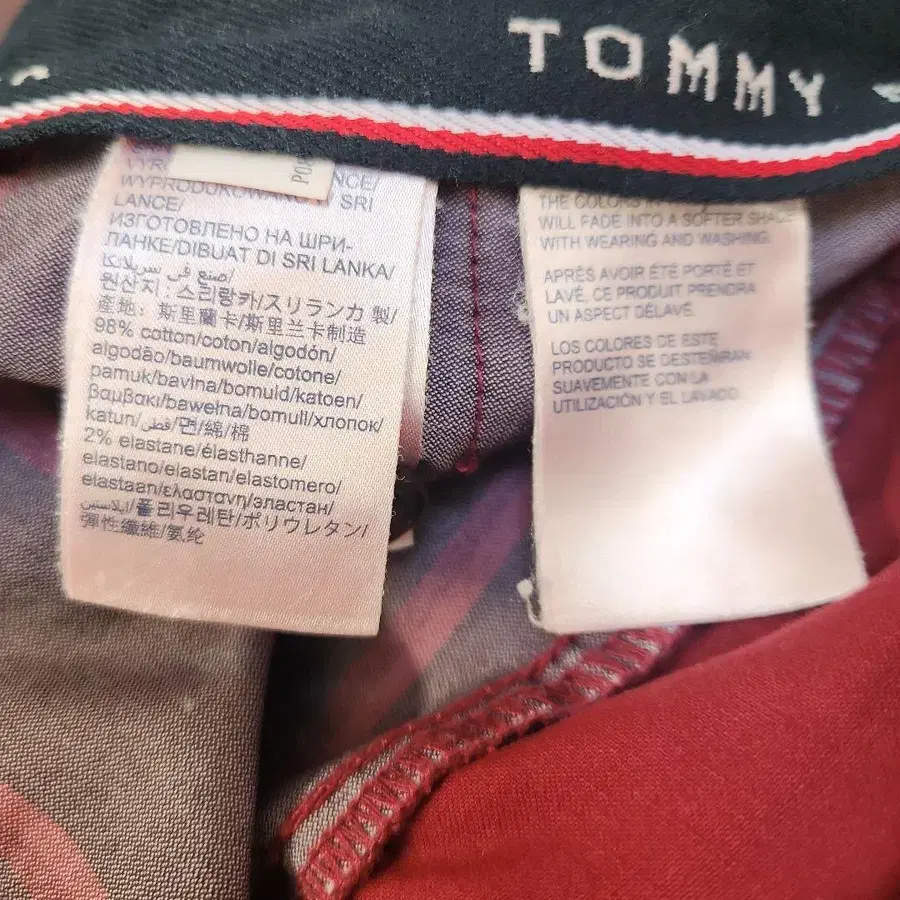 TOMMY
WYPRODUKOWANO SRI
LANCE/
ИЗГОТОВЛЕНО НА ШРИ-
ЛАНКЕ/DIBUAT DI SRI LANKA/
صنع في سريلانكا/
원산지 : 스리랑카/スリランカ 製/
產地: 斯里蘭卡/斯里兰卡制造
98% cotton/coton/algodón/
algodão/baumwolle/cotone/
pamuk/bavlna/bomuld/katoen/
βαμβακι/bawełna/bomull/хлопок/
katun/قطن/면/綿/棉
2% elastane/élasthanne/
elastano/elastan/elastomero/
elastaan/ελαστανη/эластан/
ايلاستين/폴리우레탄/ポリウレタン/
彈性纖維/氨纶
THE COLORS IN
WILL FADE INTO A SOFTER SHADE
WITH WEARING AND WASHING.
APRÈS AVOIR ÉTÉ PORTÉ ET
LAVÉ, CE PRODUIT PRENDRA
UN ASPECT DÉLAVÉ.
LOS COLORES DE ESTE
PRODUCTO SE DESTEÑIRAN
SUAVEMENTE CON LA
UTILIZACIÓN Y EL LAVADO.